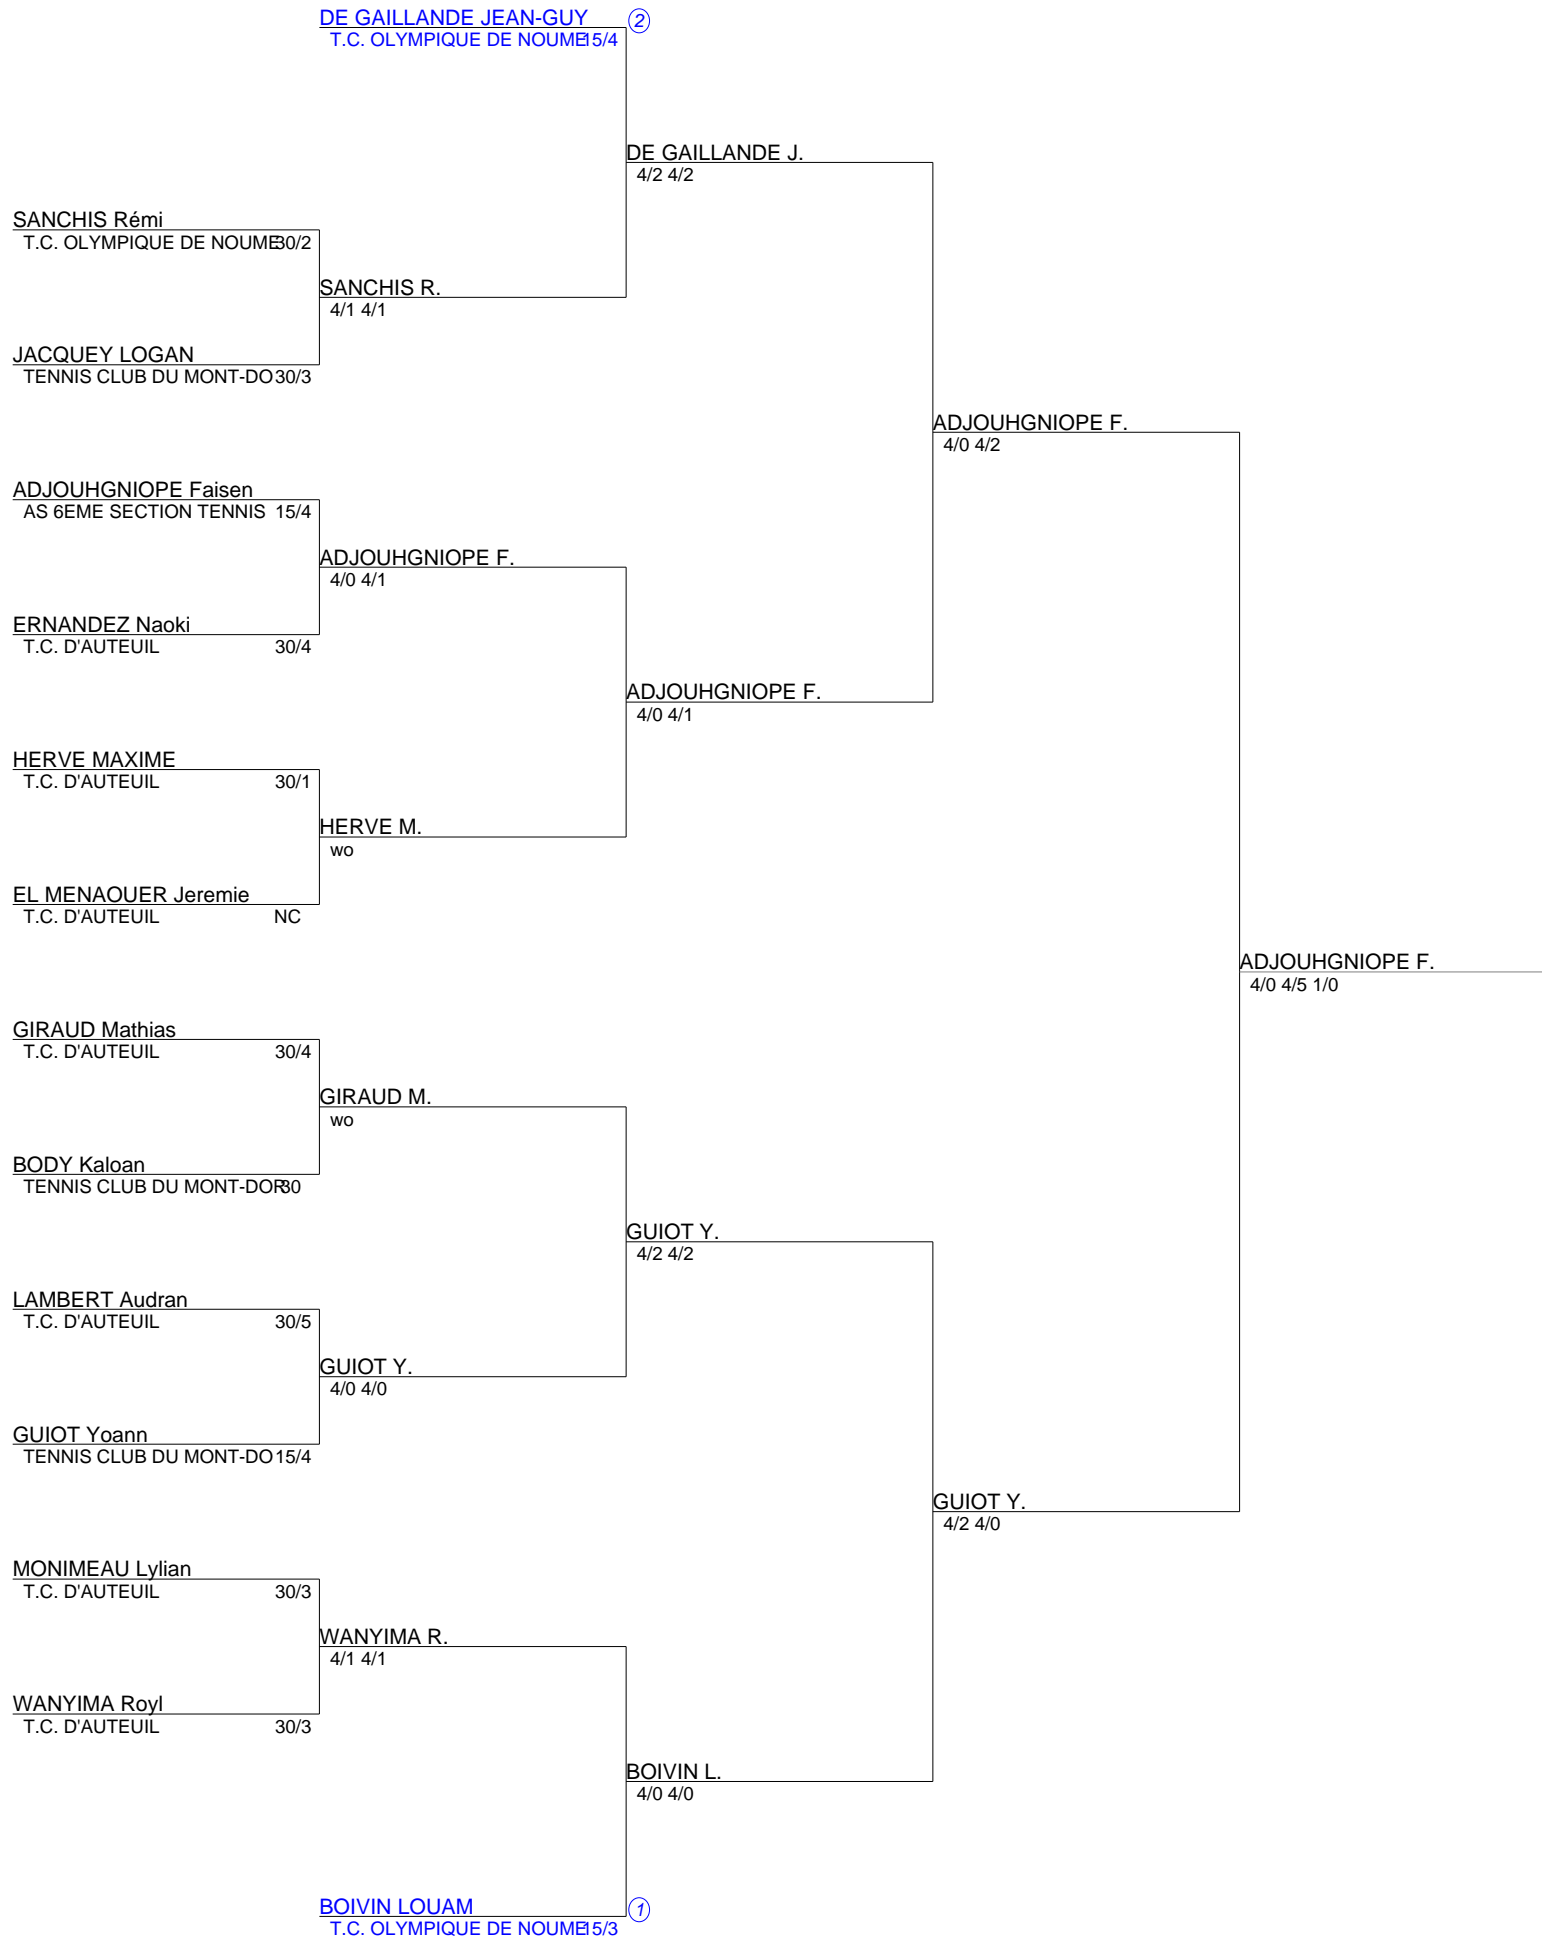 DE GAILLANDE JEAN-GUY 2
T.C. OLYMPIQUE DE NOUME 15/4
DE GAILLANDE J.
4/2 4/2
SANCHIS Rémi
T.C. OLYMPIQUE DE NOUME 30/2
SANCHIS R.
4/1 4/1
JACQUEY LOGAN
TENNIS CLUB DU MONT-DO 30/3
ADJOUHGNIOPE F.
4/0 4/2
ADJOUHGNIOPE Faisen
AS 6EME SECTION TENNIS 15/4
ADJOUHGNIOPE F.
4/0 4/1
ERNANDEZ Naoki
T.C. D'AUTEUIL 30/4
ADJOUHGNIOPE F.
4/0 4/1
HERVE MAXIME
T.C. D'AUTEUIL 30/1
HERVE M.
wo
EL MENAOUER Jeremie
T.C. D'AUTEUIL NC
ADJOUHGNIOPE F.
4/0 4/5 1/0
GIRAUD Mathias
T.C. D'AUTEUIL 30/4
GIRAUD M.
wo
BODY Kaloan
TENNIS CLUB DU MONT-DOR 30
GUIOT Y.
4/2 4/2
LAMBERT Audran
T.C. D'AUTEUIL 30/5
GUIOT Y.
4/0 4/0
GUIOT Yoann
TENNIS CLUB DU MONT-DO 15/4
GUIOT Y.
4/2 4/0
MONIMEAU Lylian
T.C. D'AUTEUIL 30/3
WANYIMA R.
4/1 4/1
WANYIMA Royl
T.C. D'AUTEUIL 30/3
BOIVIN L.
4/0 4/0
BOIVIN LOUAM 1
T.C. OLYMPIQUE DE NOUME 15/3